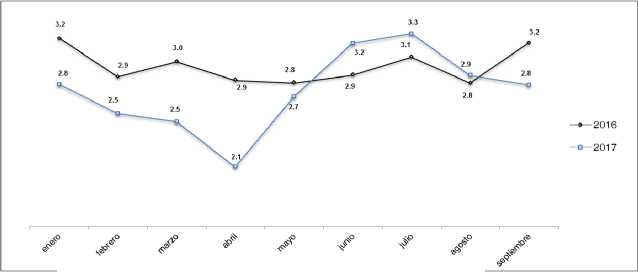 3.2
2.9
3.0
2.9
2.8
2.9
3.1
2.8
3.2
2.8
2.5
2.5
2.1
2.7
3.2
3.3
2.9
2.8
2016
2017
enero
febrero
marzo
abril
mayo
junio
julio
agosto
septiembre